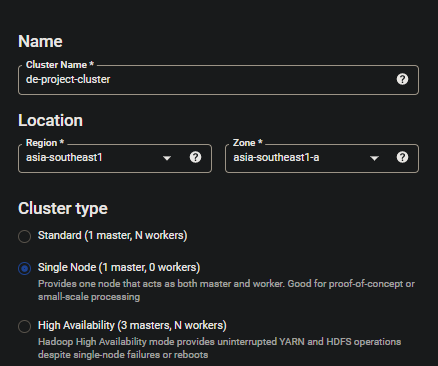 Name
Cluster Name *
de-project-cluster
Location
Region *
asia-southeast1
Zone *
asia-southeast1-a
Cluster type
Standard (1 master, N workers)
Single Node (1 master, 0 workers)
Provides one node that acts as both master and worker. Good for proof-of-concept or
small-scale processing
High Availability (3 masters, N workers)
Hadoop High Availability mode provides uninterrupted YARN and HDFS operations
despite single-node failures or reboots